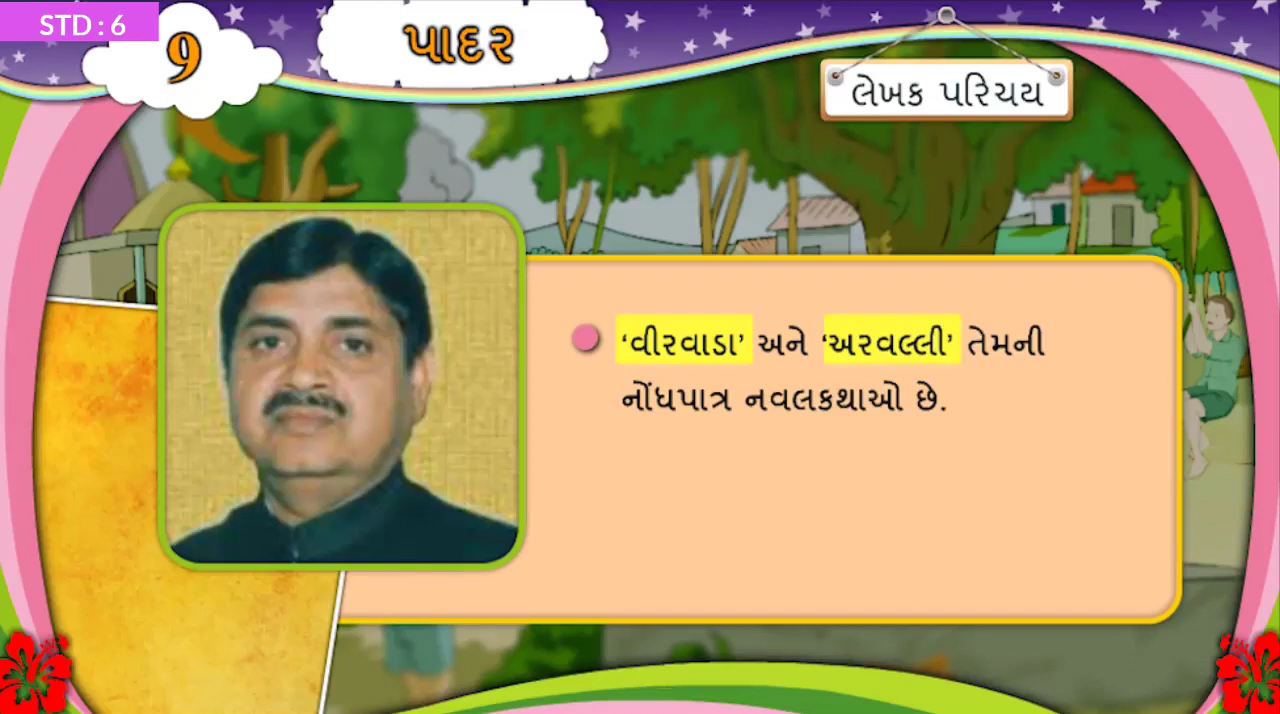 STD : 6
9
પાદર
લેખક પરિચય
‘વીરવાડા’ અને ‘અરવલ્લી’ તેમની
નોંધપાત્ર નવલકથાઓ છે.